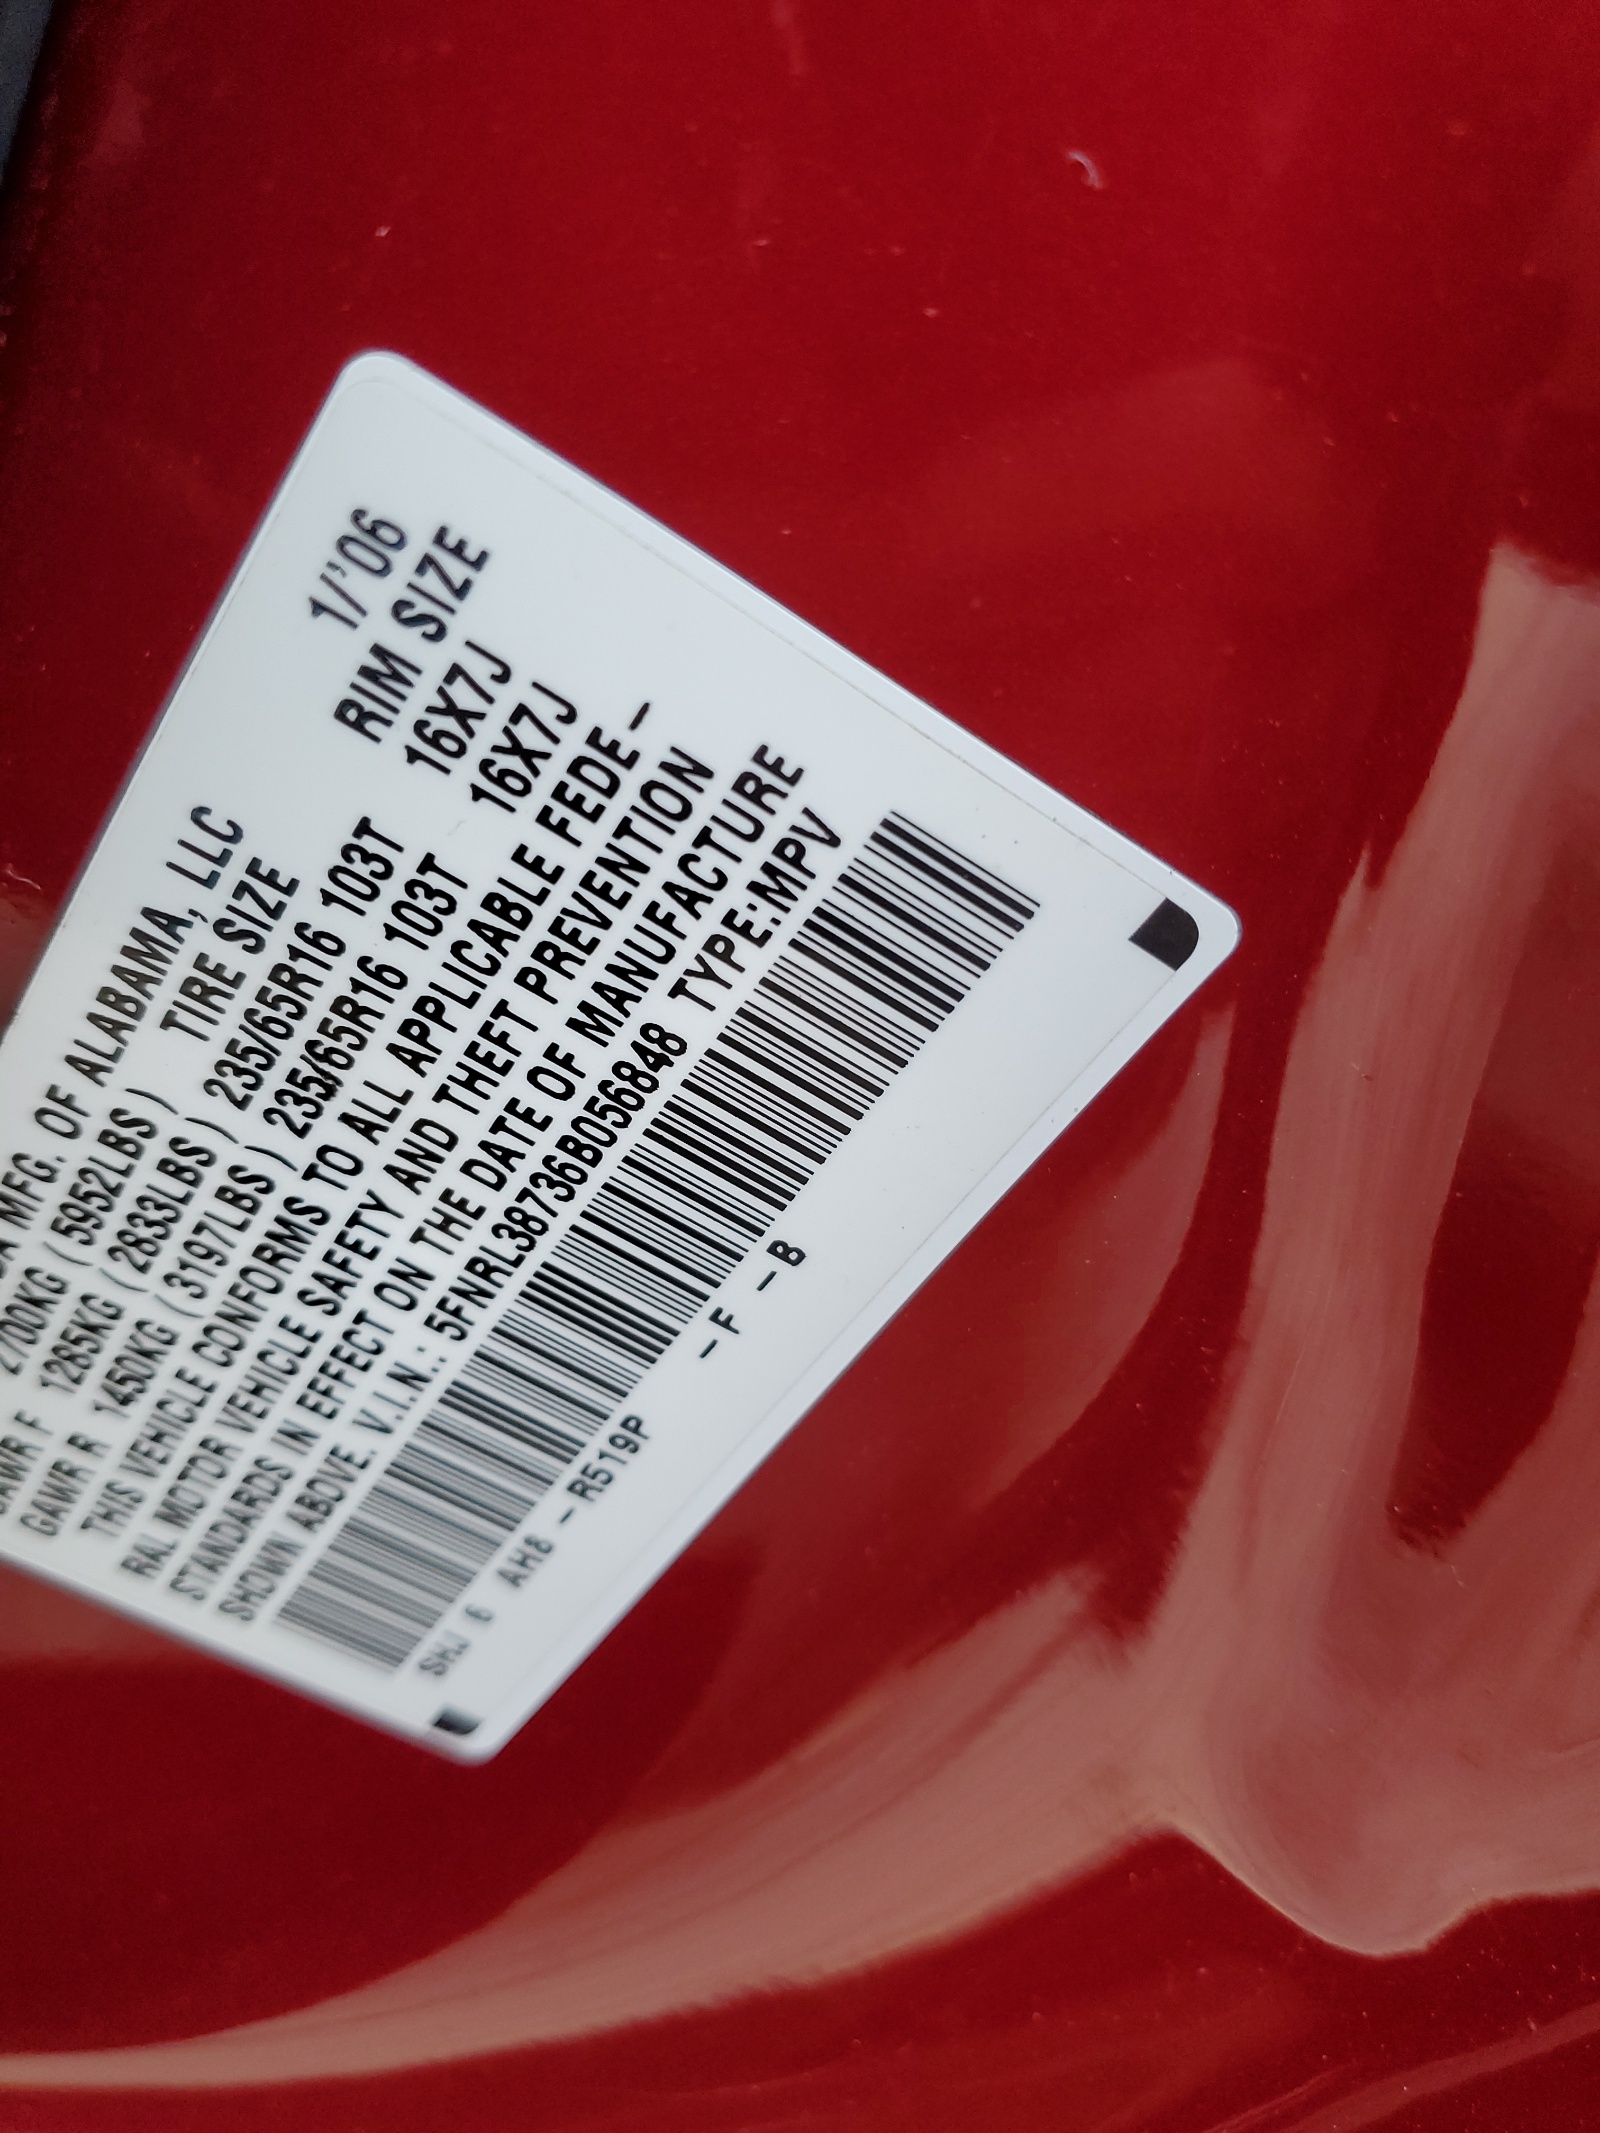 MFG. OF ALABAMA, LLC 1/'06
2700KG (5952LBS) TIRE SIZE RIM SIZE
GAWR F 1285KG (2833LBS) 235/65R16 103T 16X7J
GAWR R 1450KG (3197LBS) 235/65R16 103T 16X7J
THIS VEHICLE CONFORMS TO ALL APPLICABLE FEDE-
RAL MOTOR VEHICLE SAFETY AND THEFT PREVENTION
STANDARDS IN EFFECT ON THE DATE OF MANUFACTURE
SHOWN ABOVE. V.I.N.: 5FNRL38736B056848 TYPE:MPV
SHJ 6 AH8 -R519P -F -B